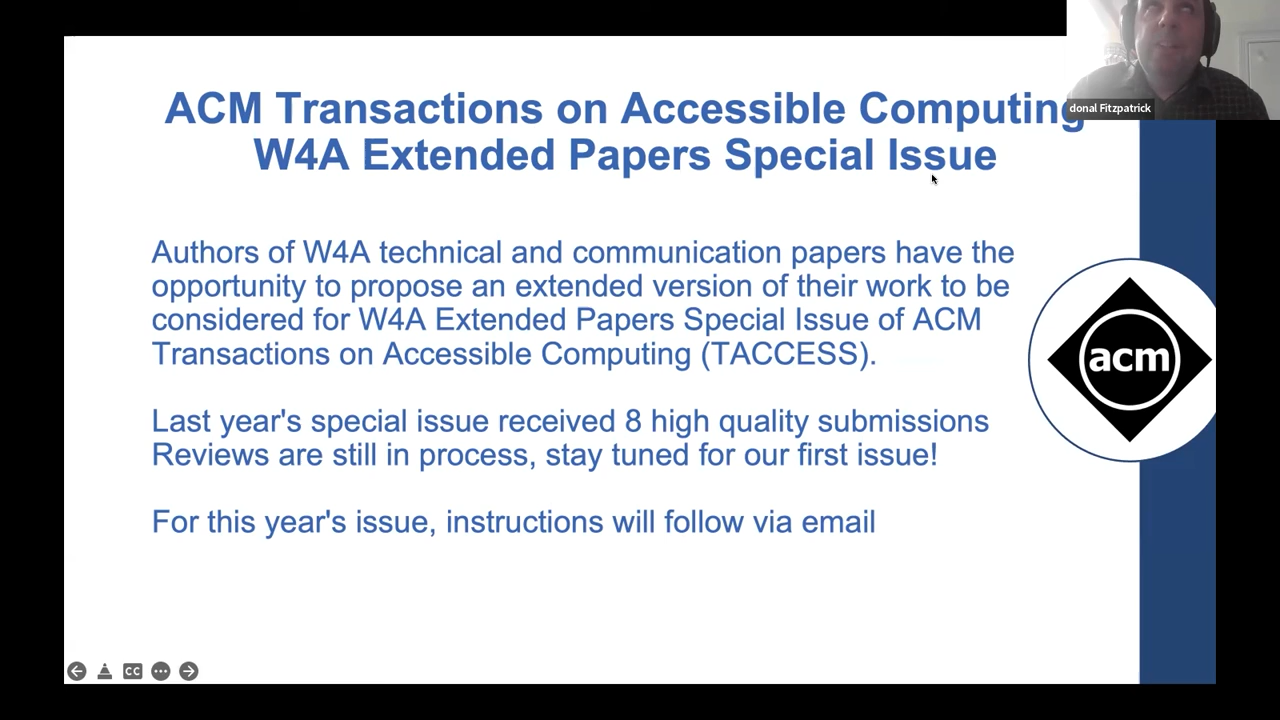 ACM Transactions on Accessible Computing
W4A Extended Papers Special Issue
donal Fitzpatrick
Authors of W4A technical and communication papers have the
opportunity to propose an extended version of their work to be
considered for W4A Extended Papers Special Issue of ACM
Transactions on Accessible Computing (TACCESS).
acm
Last year's special issue received 8 high quality submissions
Reviews are still in process, stay tuned for our first issue!
For this year's issue, instructions will follow via email
CC